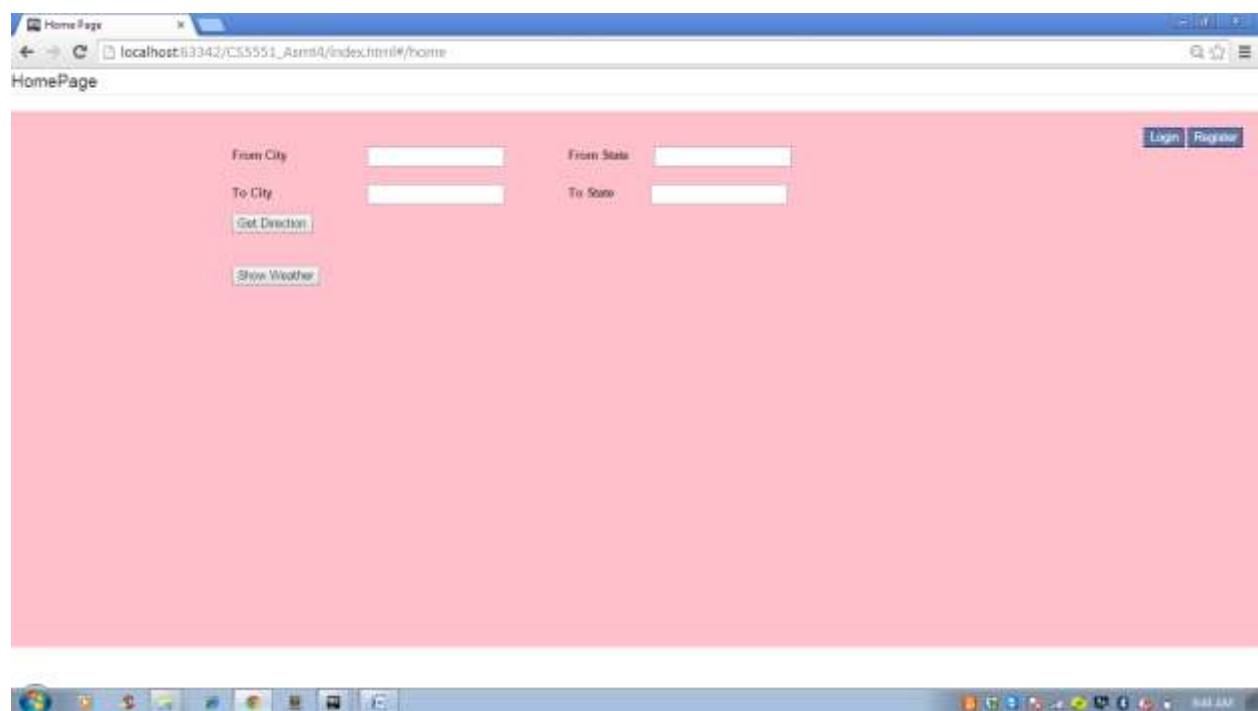 Home Page
localhost:63342/CS5551_Asmt4/index.html#/home
HomePage
Login Register
From City From State
To City To State
Get Direction
Show Weather